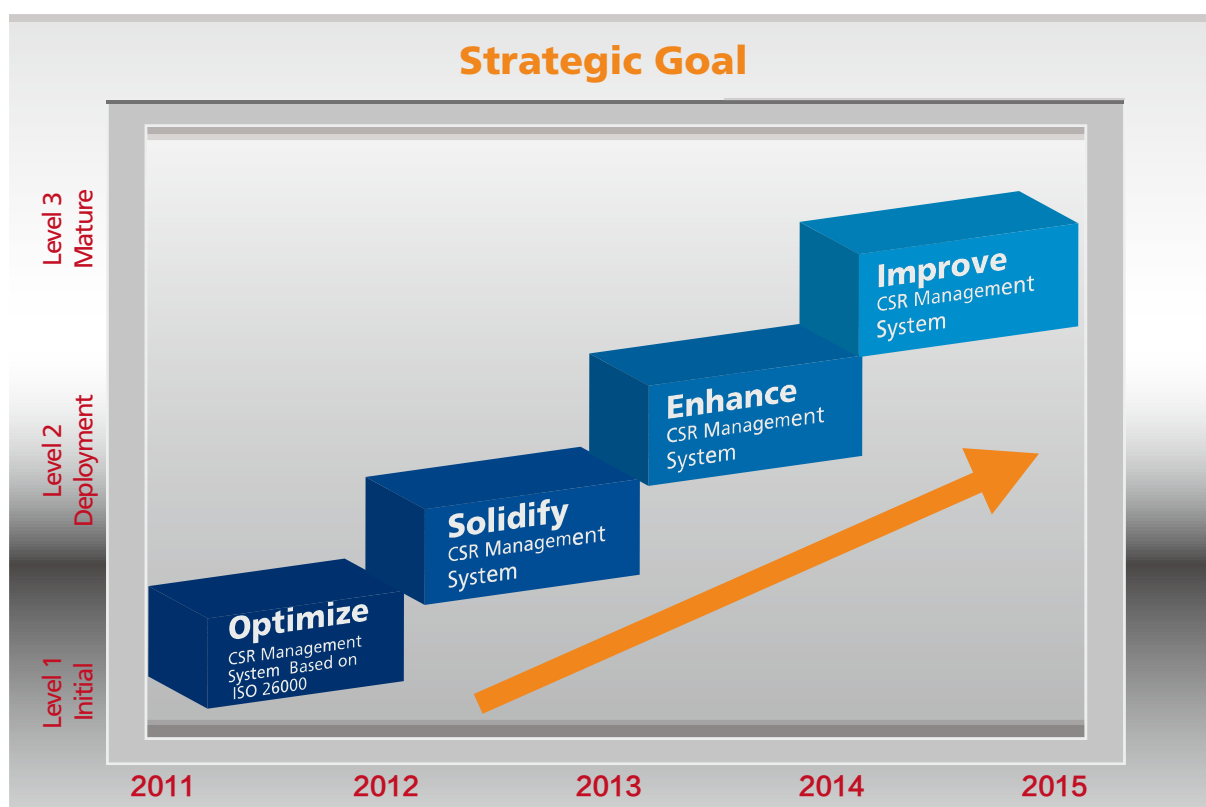 Strategic Goal
Level 3
Mature
Level 2
Deployment
Level 1
Initial
Improve
CSR Management
System
Enhance
CSR Management
System
Solidify
CSR Management
System
Optimize
CSR Management
System Based on
ISO 26000
2011
2012
2013
2014
2015